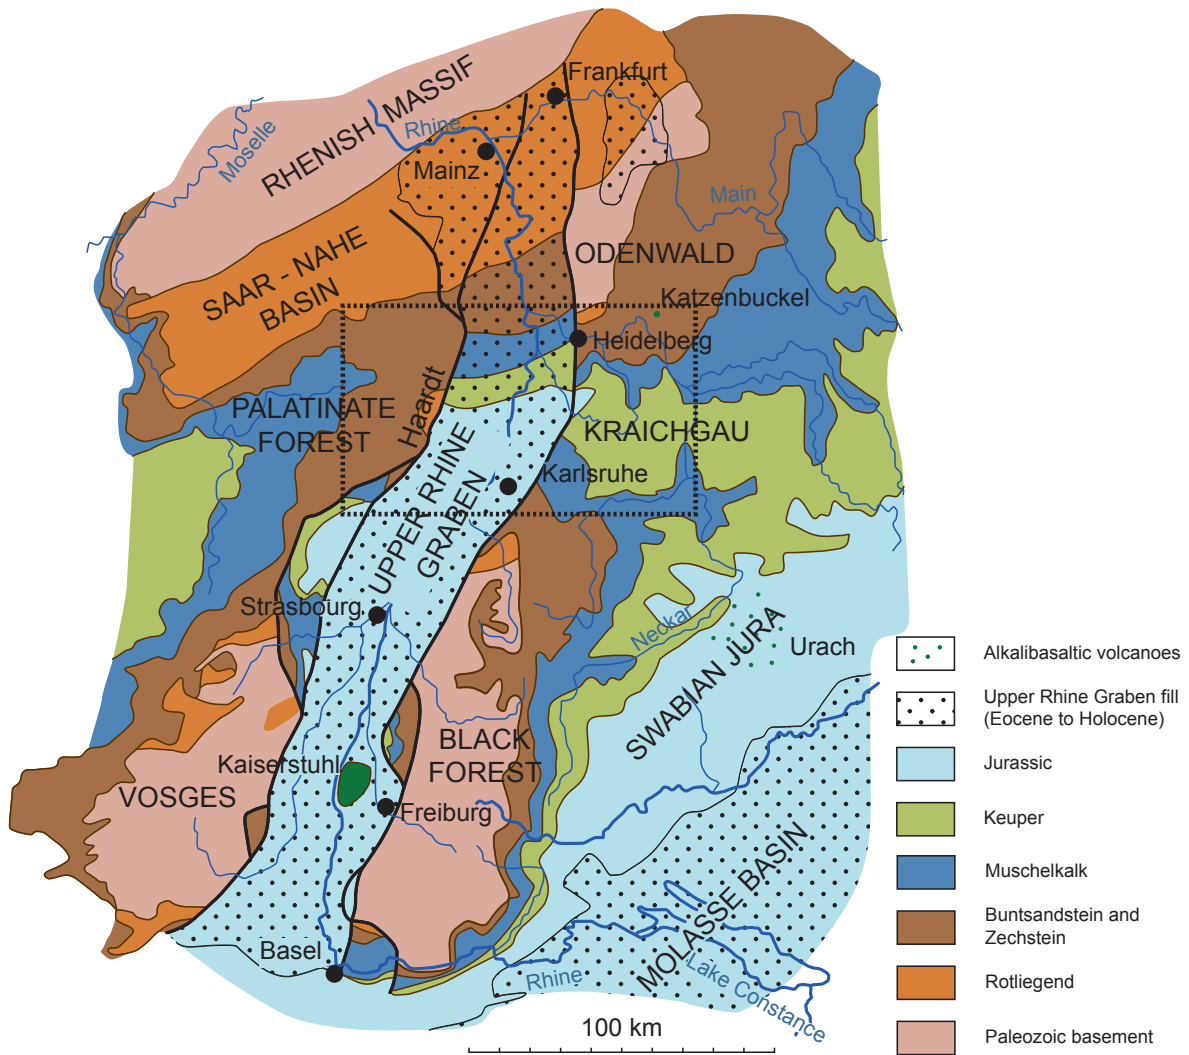 Frankfurt
RHENISH MASSIF
Rhine
Moselle
Mainz
Main
ODENWALD
SAAR - NAHE
BASIN
Katzenbuckel
Heidelberg
Haardt
PALATINATE
FOREST
KRAICHGAU
UPPER RHINE
GRABEN
Karlsruhe
Strasbourg
Neckar
SWABIAN JURA
Urach
BLACK
FOREST
Kaiserstuhl
VOSGES
Freiburg
MOLASSE BASIN
Basel
Rhine
Lake Constance
100 km
Alkalibasaltic volcanoes
Upper Rhine Graben fill
(Eocene to Holocene)
Jurassic
Keuper
Muschelkalk
Buntsandstein and
Zechstein
Rotliegend
Paleozoic basement